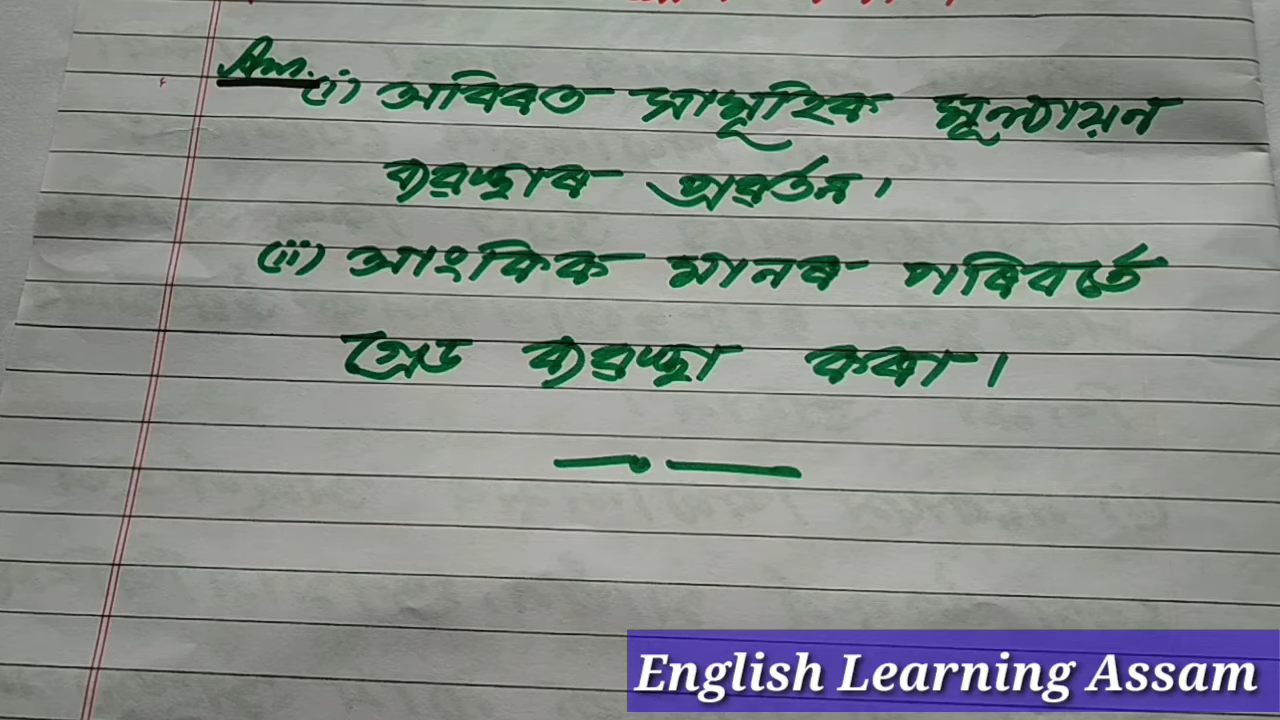 Ans. (i) অবিৰত সামূহিক মূল্যায়ন
ব্যৱস্থাৰ প্ৰৱৰ্তন।
(ii) আংকিক মানৰ পৰিবৰ্তে
গ্ৰেড ব্যৱস্থা কৰা।
English Learning Assam